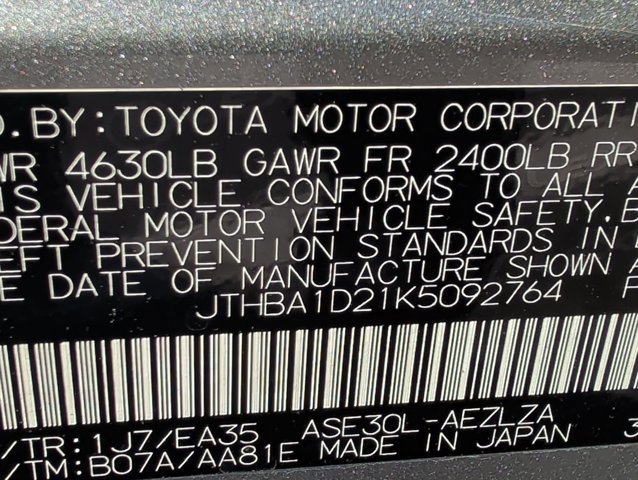 D.BY:TOYOTA MOTOR CORPORAT
WR 4630LB GAWR FR 2400LB RR
IS VEHICLE CONFORMS TO ALL A
DERAL MOTOR VEHICLE SAFETY.B
EFT PREVENTION STANDARDS IN
E DATE OF MANUFACTURE SHOWN A
JTHBA1D21K5092764 P
/TR:1J7/EA35 ASE30L-AEZLZA
/TM:B07A/AA81E MADE IN JAPAN 3